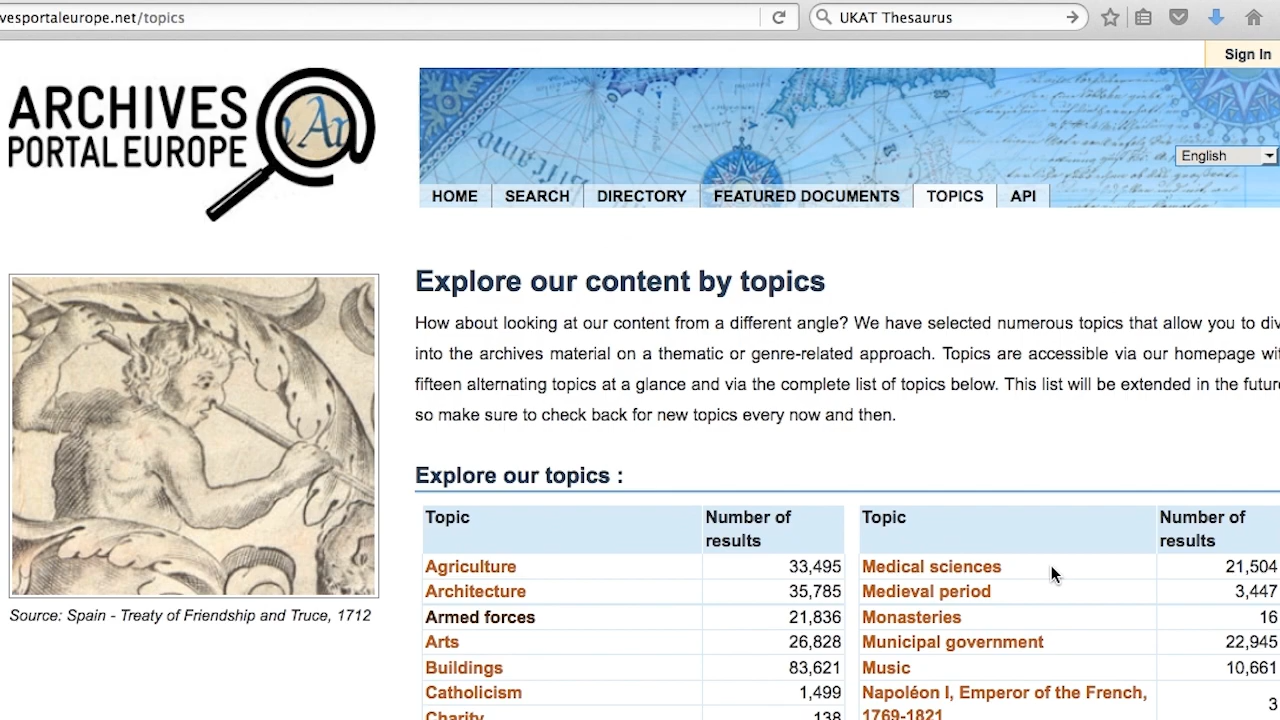 vesportaleurope.net/topics
UKAT Thesaurus
Sign In
ARCHIVES
PORTAL EUROPE
English
HOME
SEARCH
DIRECTORY
FEATURED DOCUMENTS
TOPICS
API
Explore our content by topics
How about looking at our content from a different angle? We have selected numerous topics that allow you to
into the archives material on a thematic or genre-related approach. Topics are accessible via our homepage
fifteen alternating topics at a glance and via the complete list of topics below. This list will be extended in the
so make sure to check back for new topics every now and then.
Source: Spain - Treaty of Friendship and Truce, 1712
Explore our topics :
Topic Number of results
Agriculture 33,495
Architecture 35,785
Armed forces 21,836
Arts 26,828
Buildings 83,621
Catholicism 1,499
Charity 138
Topic Number of results
Medical sciences 21,504
Medieval period 3,447
Monasteries 16
Municipal government 22,945
Music 10,661
Napoléon I, Emperor of the French, 1769-1821 3